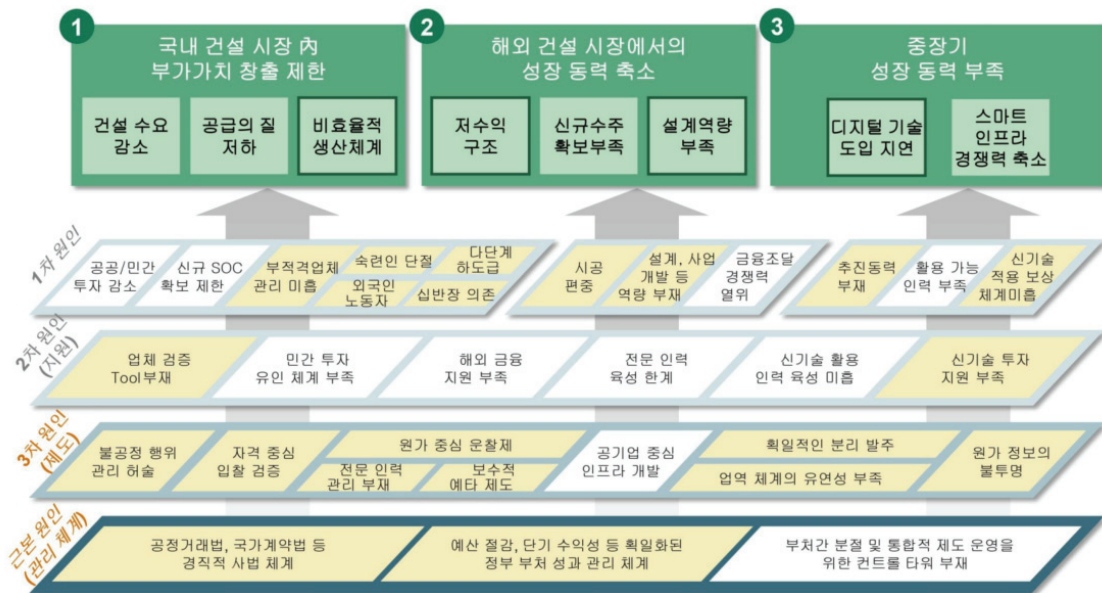 1
국내 건설 시장 內
부가가치 창출 제한
건설 수요
감소
공급의 질
저하
비효율적
생산체계
2
해외 건설 시장에서의
성장 동력 축소
저수익
구조
신규수주
확보부족
설계역량
부족
3
중장기
성장 동력 부족
디지털 기술
도입 지연
스마트
인프라
경쟁력 축소
1차 원인
공공/민간
투자 감소
신규 SOC
확보 제한
부적격업체
관리 미흡
숙련인 단절
다단계
하도급
외국인
노동자
십반장 의존
시공
편중
설계, 사업
개발 등
역량 부재
금융조달
경쟁력
열위
추진동력
부재
활용 가능
인력 부족
신기술
적용 보상
체계미흡
2차 원인
(지원)
업체 검증
Tool부재
민간 투자
유인 체계 부족
해외 금융
지원 부족
전문 인력
육성 한계
신기술 활용
인력 육성 미흡
신기술 투자
지원 부족
3차 원인
(제도)
불공정 행위
관리 허술
자격 중심
입찰 검증
원가 중심 운찰제
전문 인력
관리 부재
보수적
예타 제도
공기업 중심
인프라 개발
획일적인 분리 발주
업역 체계의 유연성 부족
원가 정보의
불투명
근본 원인
(관리 체계)
공정거래법, 국가계약법 등
경직적 사법 체계
예산 절감, 단기 수익성 등 획일화된
정부 부처 성과 관리 체계
부처간 분절 및 통합적 제도 운영을
위한 컨트롤 타워 부재